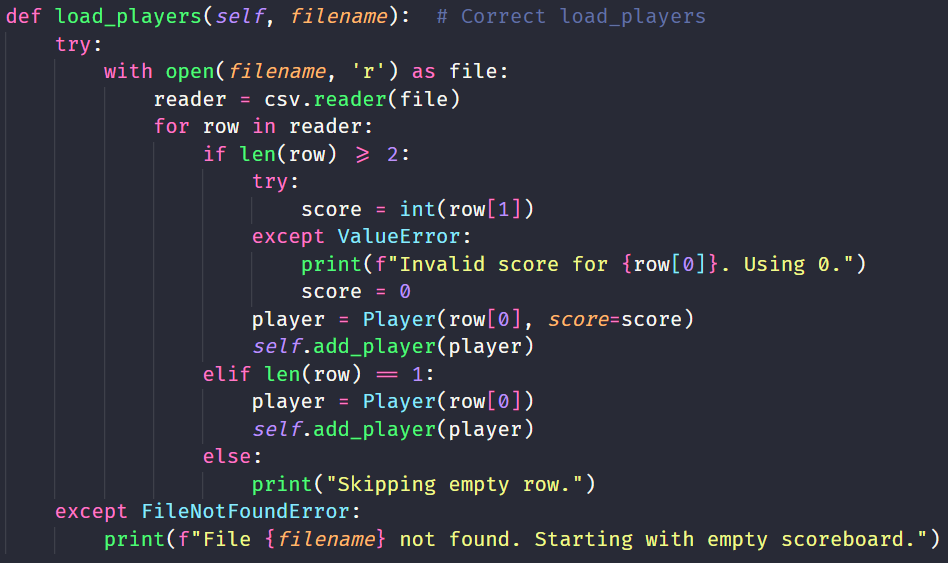 def load_players(self, filename):  # Correct load_players
    try:
        with open(filename, 'r') as file:
            reader = csv.reader(file)
            for row in reader:
                if len(row) >= 2:
                    try:
                        score = int(row[1])
                    except ValueError:
                        print(f"Invalid score for {row[0]}. Using 0.")
                        score = 0
                    player = Player(row[0], score=score)
                    self.add_player(player)
                elif len(row) == 1:
                    player = Player(row[0])
                    self.add_player(player)
                else:
                    print("Skipping empty row.")
    except FileNotFoundError:
        print(f"File {filename} not found. Starting with empty scoreboard.")